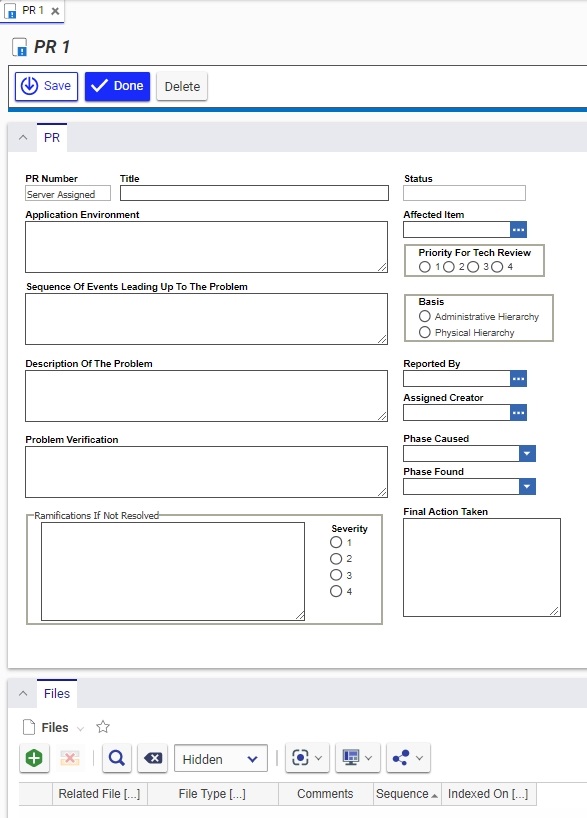 PR 1
PR 1
Save Done Delete
PR
PR Number Title Status
Server Assigned
Application Environment Affected Item
Priority For Tech Review
1 2 3 4
Sequence Of Events Leading Up To The Problem
Basis
Administrative Hierarchy
Physical Hierarchy
Description Of The Problem Reported By
Assigned Creator
Problem Verification Phase Caused
Phase Found
Ramifications If Not Resolved Final Action Taken
Severity
1
2
3
4
Files
Files
Hidden
Related File [...] File Type [...] Comments Sequence Indexed On [...]